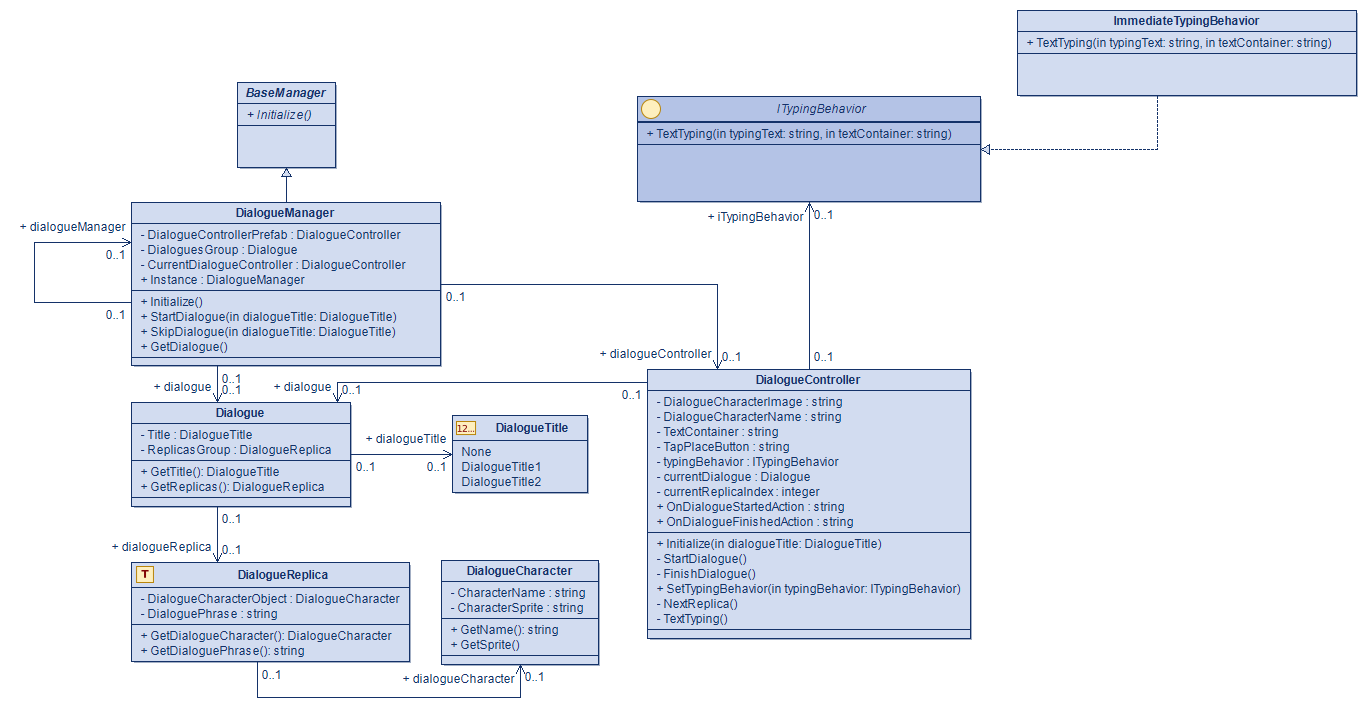 ImmediateTypingBehavior
+ TextTyping(in typingText: string, in textContainer: string)
BaseManager
+ Initialize()
ITypingBehavior
+ TextTyping(in typingText: string, in textContainer: string)
+ iTypingBehavior
0..1
0..1
DialogueManager
- DialogueControllerPrefab : DialogueController
- DialoguesGroup : Dialogue
- CurrentDialogueController : DialogueController
+ Instance : DialogueManager
+ Initialize()
+ StartDialogue(in dialogueTitle: DialogueTitle)
+ SkipDialogue(in dialogueTitle: DialogueTitle)
+ GetDialogue()
+ dialogueManager
0..1
0..1
0..1
+ dialogueController
0..1
0..1
+ dialogue
0..1
+ dialogue
0..1
0..1
DialogueController
- DialogueCharacterImage : string
- DialogueCharacterName : string
- TextContainer : string
- TapPlaceButton : string
- typingBehavior : ITypingBehavior
- currentDialogue : Dialogue
- currentReplicaIndex : integer
+ OnDialogueStartedAction : string
+ OnDialogueFinishedAction : string
+ Initialize(in dialogueTitle: DialogueTitle)
- StartDialogue()
- FinishDialogue()
+ SetTypingBehavior(in typingBehavior: ITypingBehavior)
- NextReplica()
- TextTyping()
Dialogue
- Title : DialogueTitle
- ReplicasGroup : DialogueReplica
+ GetTitle(): DialogueTitle
+ GetReplicas(): DialogueReplica
+ dialogueTitle
0..1
0..1
12...
DialogueTitle
None
DialogueTitle1
DialogueTitle2
0..1
+ dialogueReplica
0..1
T
DialogueReplica
- DialogueCharacterObject : DialogueCharacter
- DialoguePhrase : string
+ GetDialogueCharacter(): DialogueCharacter
+ GetDialoguePhrase(): string
DialogueCharacter
- CharacterName : string
- CharacterSprite : string
+ GetName(): string
+ GetSprite()
0..1
+ dialogueCharacter
0..1